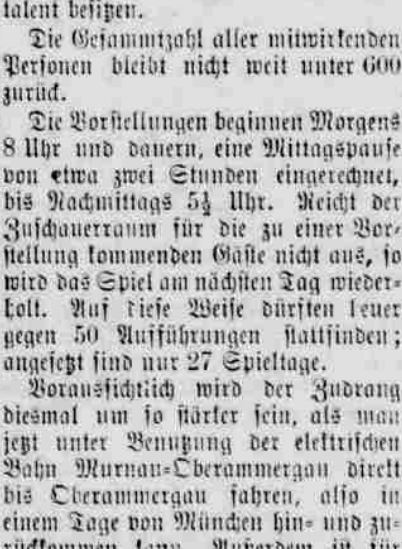 talent besitzen.
Die Gesammtzahl aller mitwirkenden
Personen bleibt nicht weit unter 600
zurück.
Die Vorstellungen beginnen Morgens
8 Uhr und dauern, eine Mittagspause
von etwa zwei Stunden eingerechnet,
bis Nachmittags 5½ Uhr. Reicht der
Zuschauerraum für die zu einer Vor-
stellung kommenden Gäste nicht aus, so
wird das Spiel am nächsten Tag wieder-
holt. Auf diese Weise dürften heuer
gegen 50 Aufführungen stattfinden;
angesetzt sind nur 27 Spieltage.
Voraussichtlich wird der Zudrang
diesmal um so stärker sein, als man
jetzt unter Benutzung der elektrischen
Bahn Murnau-Oberammergau direkt
bis Oberammergau fahren, also in
einem Tage von München hin- und zu-
rückkommen kann. Außerdem ist für